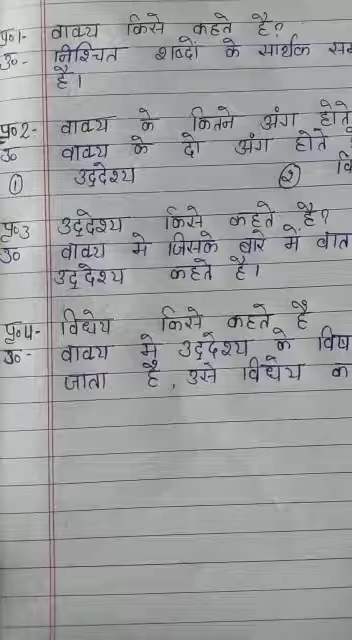 प्र०1- वाक्य किसे कहते है?
उ०- निश्चित शब्दों के सार्थक
है।
प्र०2- वाक्य के कितने अंग होते
उ० वाक्य के दो अंग होते
① उद्देश्य ②
प्र०3 उद्देश्य किसे कहते है?
उ० वाक्य मे जिसके बारे में बात
उद्देश्य कहते है।
प्र०4- विधेय किसे कहते है
उ०- वाक्य मे उद्देश्य के
जाता है, उसे विधेय